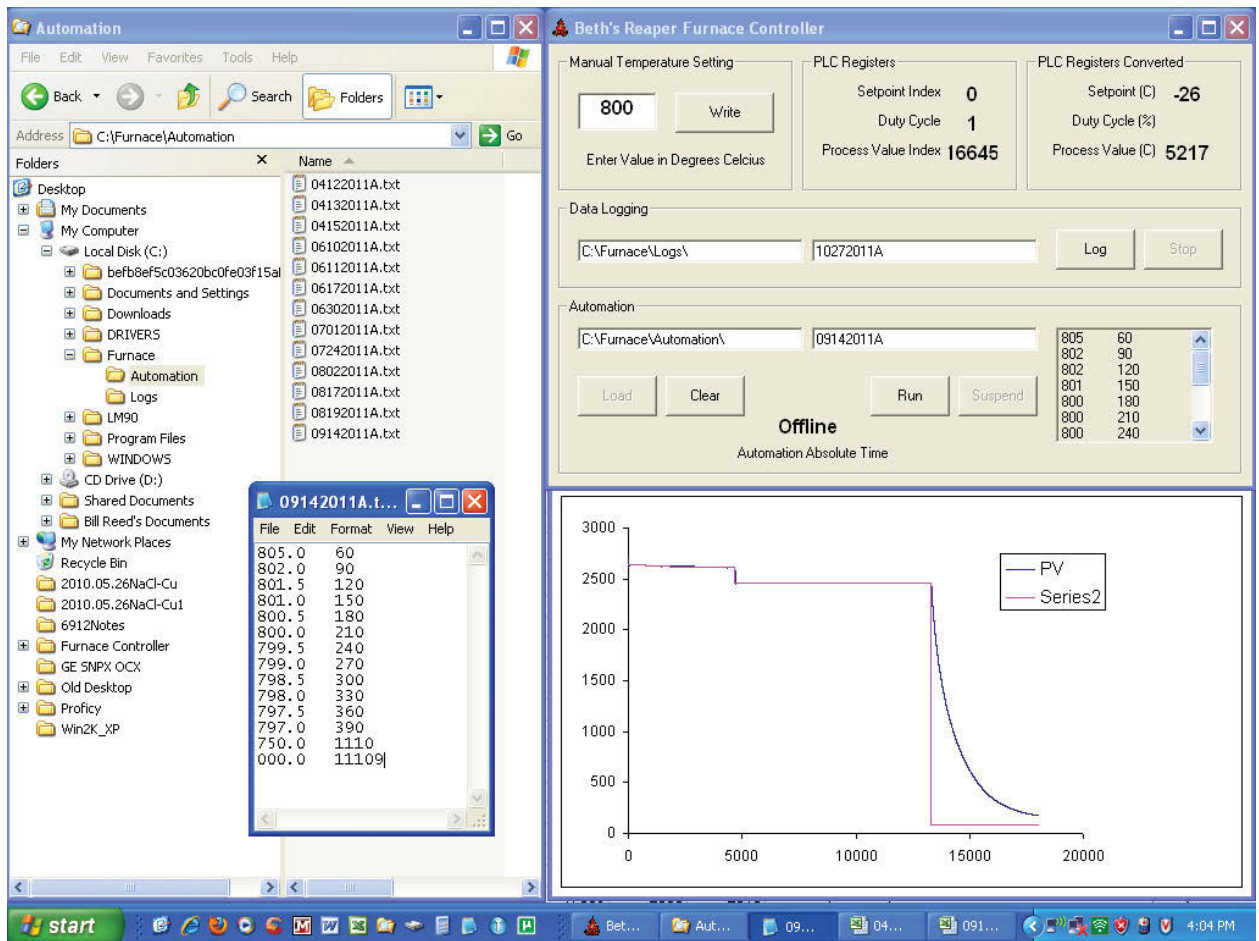 Automation
File Edit View Favorites Tools Help
Back Search Folders
Address C:\Furnace\Automation Go
Folders X Name
Desktop
My Documents
My Computer
Local Disk (C:)
befb8ef5c03620bc0fe03f15al
Documents and Settings
Downloads
DRIVERS
Furnace
Automation
Logs
LM90
Program Files
WINDOWS
CD Drive (D:)
Shared Documents
Bill Reed's Documents
My Network Places
Recycle Bin
2010.05.26NaCl-Cu
2010.05.26NaCl-Cu1
6912Notes
Furnace Controller
GE SNPX OCX
Old Desktop
Proficy
Win2K_XP
04122011A.txt
04132011A.txt
04152011A.txt
06102011A.txt
06112011A.txt
06172011A.txt
06302011A.txt
07012011A.txt
07242011A.txt
08022011A.txt
08172011A.txt
08192011A.txt
09142011A.txt
09142011A.t...
File Edit Format View Help
805.0 60
802.0 90
801.5 120
801.0 150
800.5 180
800.0 210
799.5 240
799.0 270
798.5 300
798.0 330
797.5 360
797.0 390
750.0 1110
000.0 11109
Beth's Reaper Furnace Controller
Manual Temperature Setting
800 Write
Enter Value in Degrees Celcius
PLC Registers
Setpoint Index 0
Duty Cycle 1
Process Value Index 16645
PLC Registers Converted
Setpoint (C) -26
Duty Cycle (%)
Process Value (C) 5217
Data Logging
C:\Furnace\Logs\ 10272011A Log Stop
Automation
C:\Furnace\Automation\ 09142011A
Load Clear Run Suspend
Offline
Automation Absolute Time
805 60
802 90
802 120
801 150
800 180
800 210
800 240
3000
2500
2000
1500
1000
500
0
0 5000 10000 15000 20000
PV
Series2
start Bet... Aut... 09... 04... 091... 4:04 PM